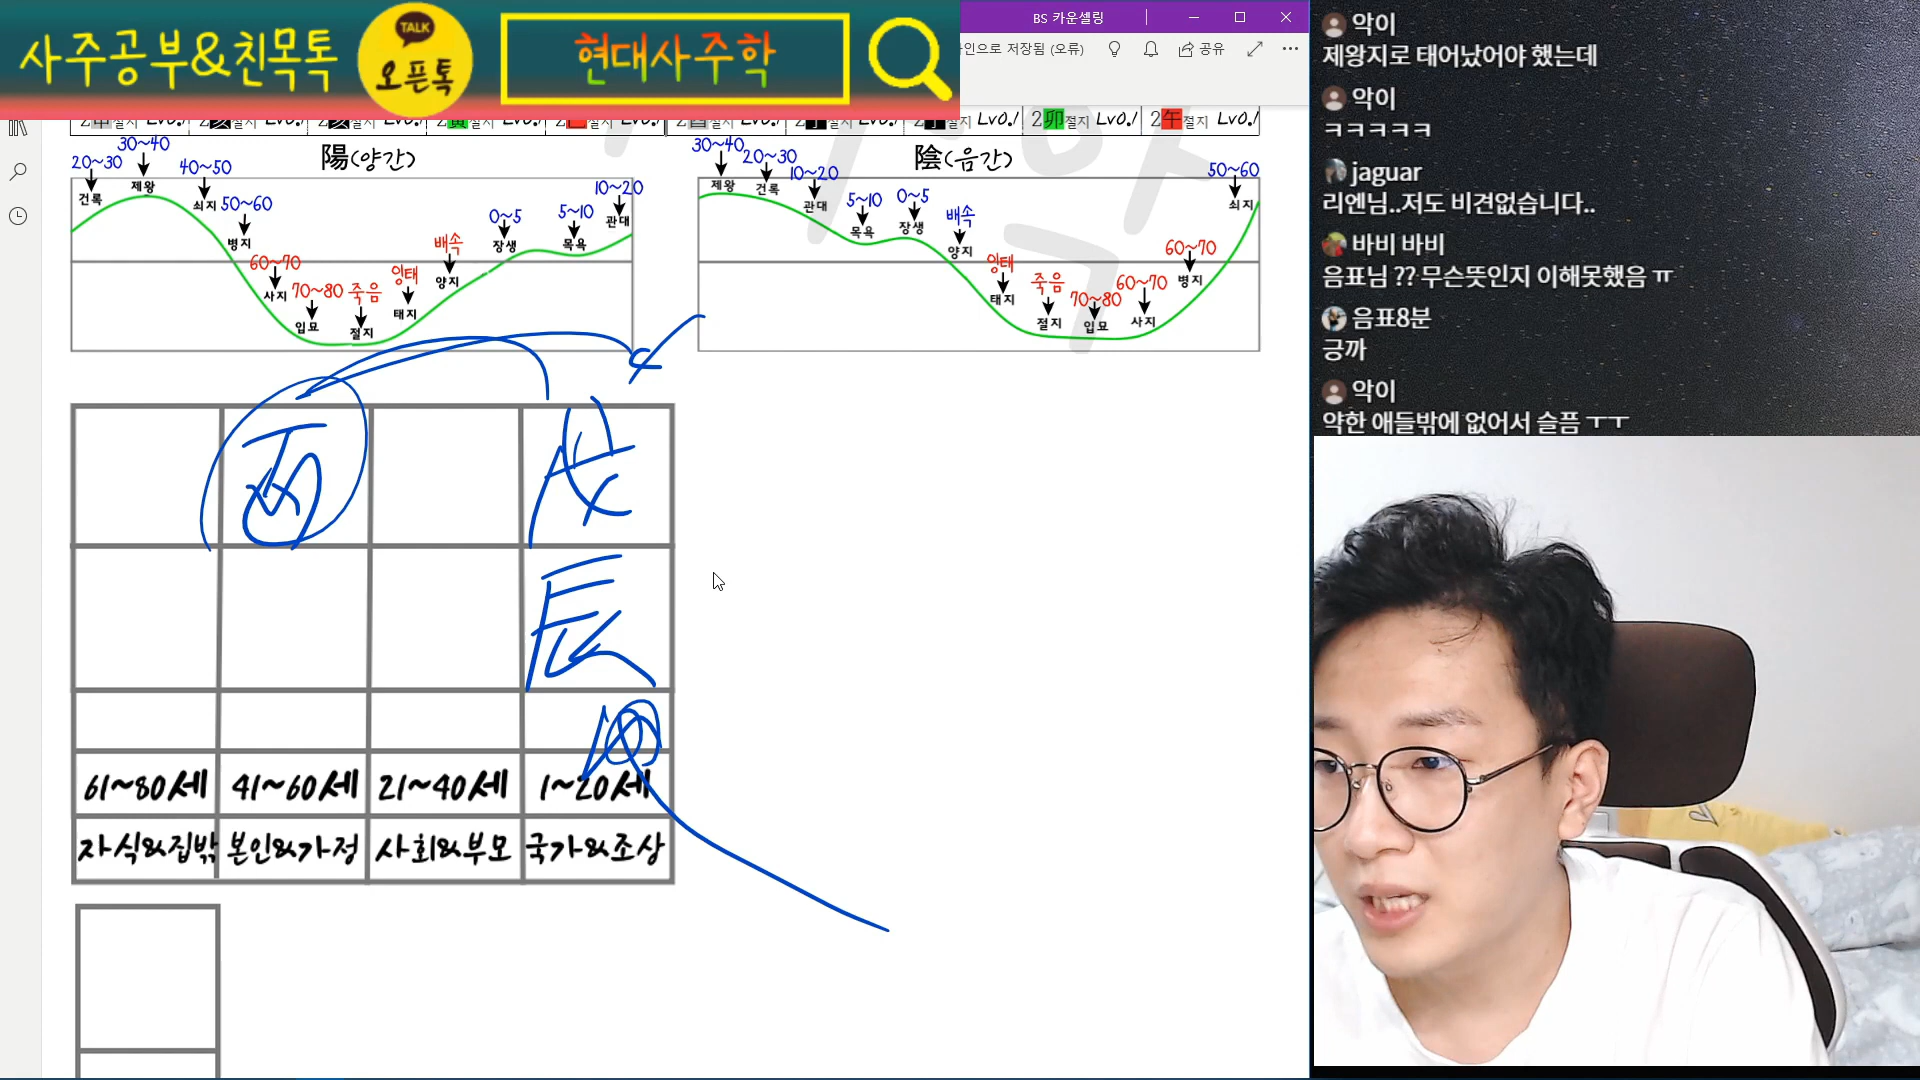 사주공부&친목톡
TALK
오픈톡
현대사주학
BS 카운슬링
인으로 저장됨 (오류)
공유
2卯절지 Lv0.1
2午절지 Lv0.1
陽(양간)
20~30
건록
30~40
제왕
40~50
쇠지
50~60
병지
60~70
사지
70~80
입묘
죽음
절지
잉태
태지
배속
양지
0~5
장생
5~10
목욕
10~20
관대
陰(음간)
30~40
제왕
20~30
건록
10~20
관대
5~10
목욕
0~5
장생
배속
양지
잉태
태지
죽음
절지
70~80
입묘
60~70
사지
60~70
병지
50~60
쇠지
丙
戊
辰
61~80세
41~60세
21~40세
1~20세
자식&집밖
본인&가정
사회&부모
국가&조상
악이
제왕지로 태어났어야 했는데
악이
ㅋㅋㅋㅋㅋ
jaguar
리엔님..저도 비견없습니다..
바비 바비
음표님 ?? 무슨뜻인지 이해못했음 ㅠ
음표8분
긍까
악이
약한 애들밖에 없어서 슬픔 ㅜㅜ